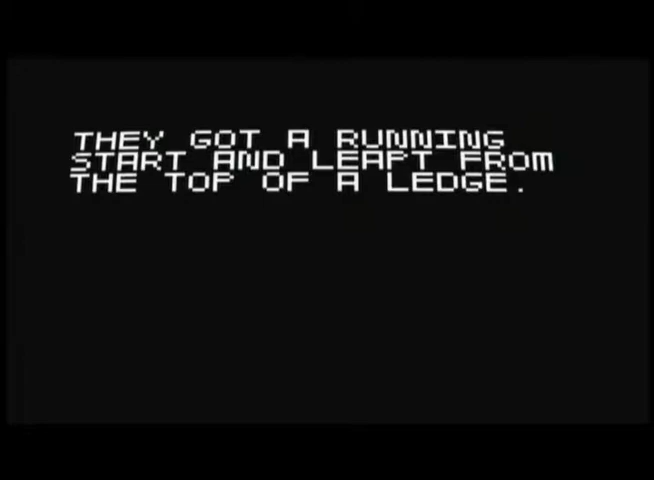 THEY GOT A RUNNING
START AND LEAPT FROM
THE TOP OF A LEDGE.